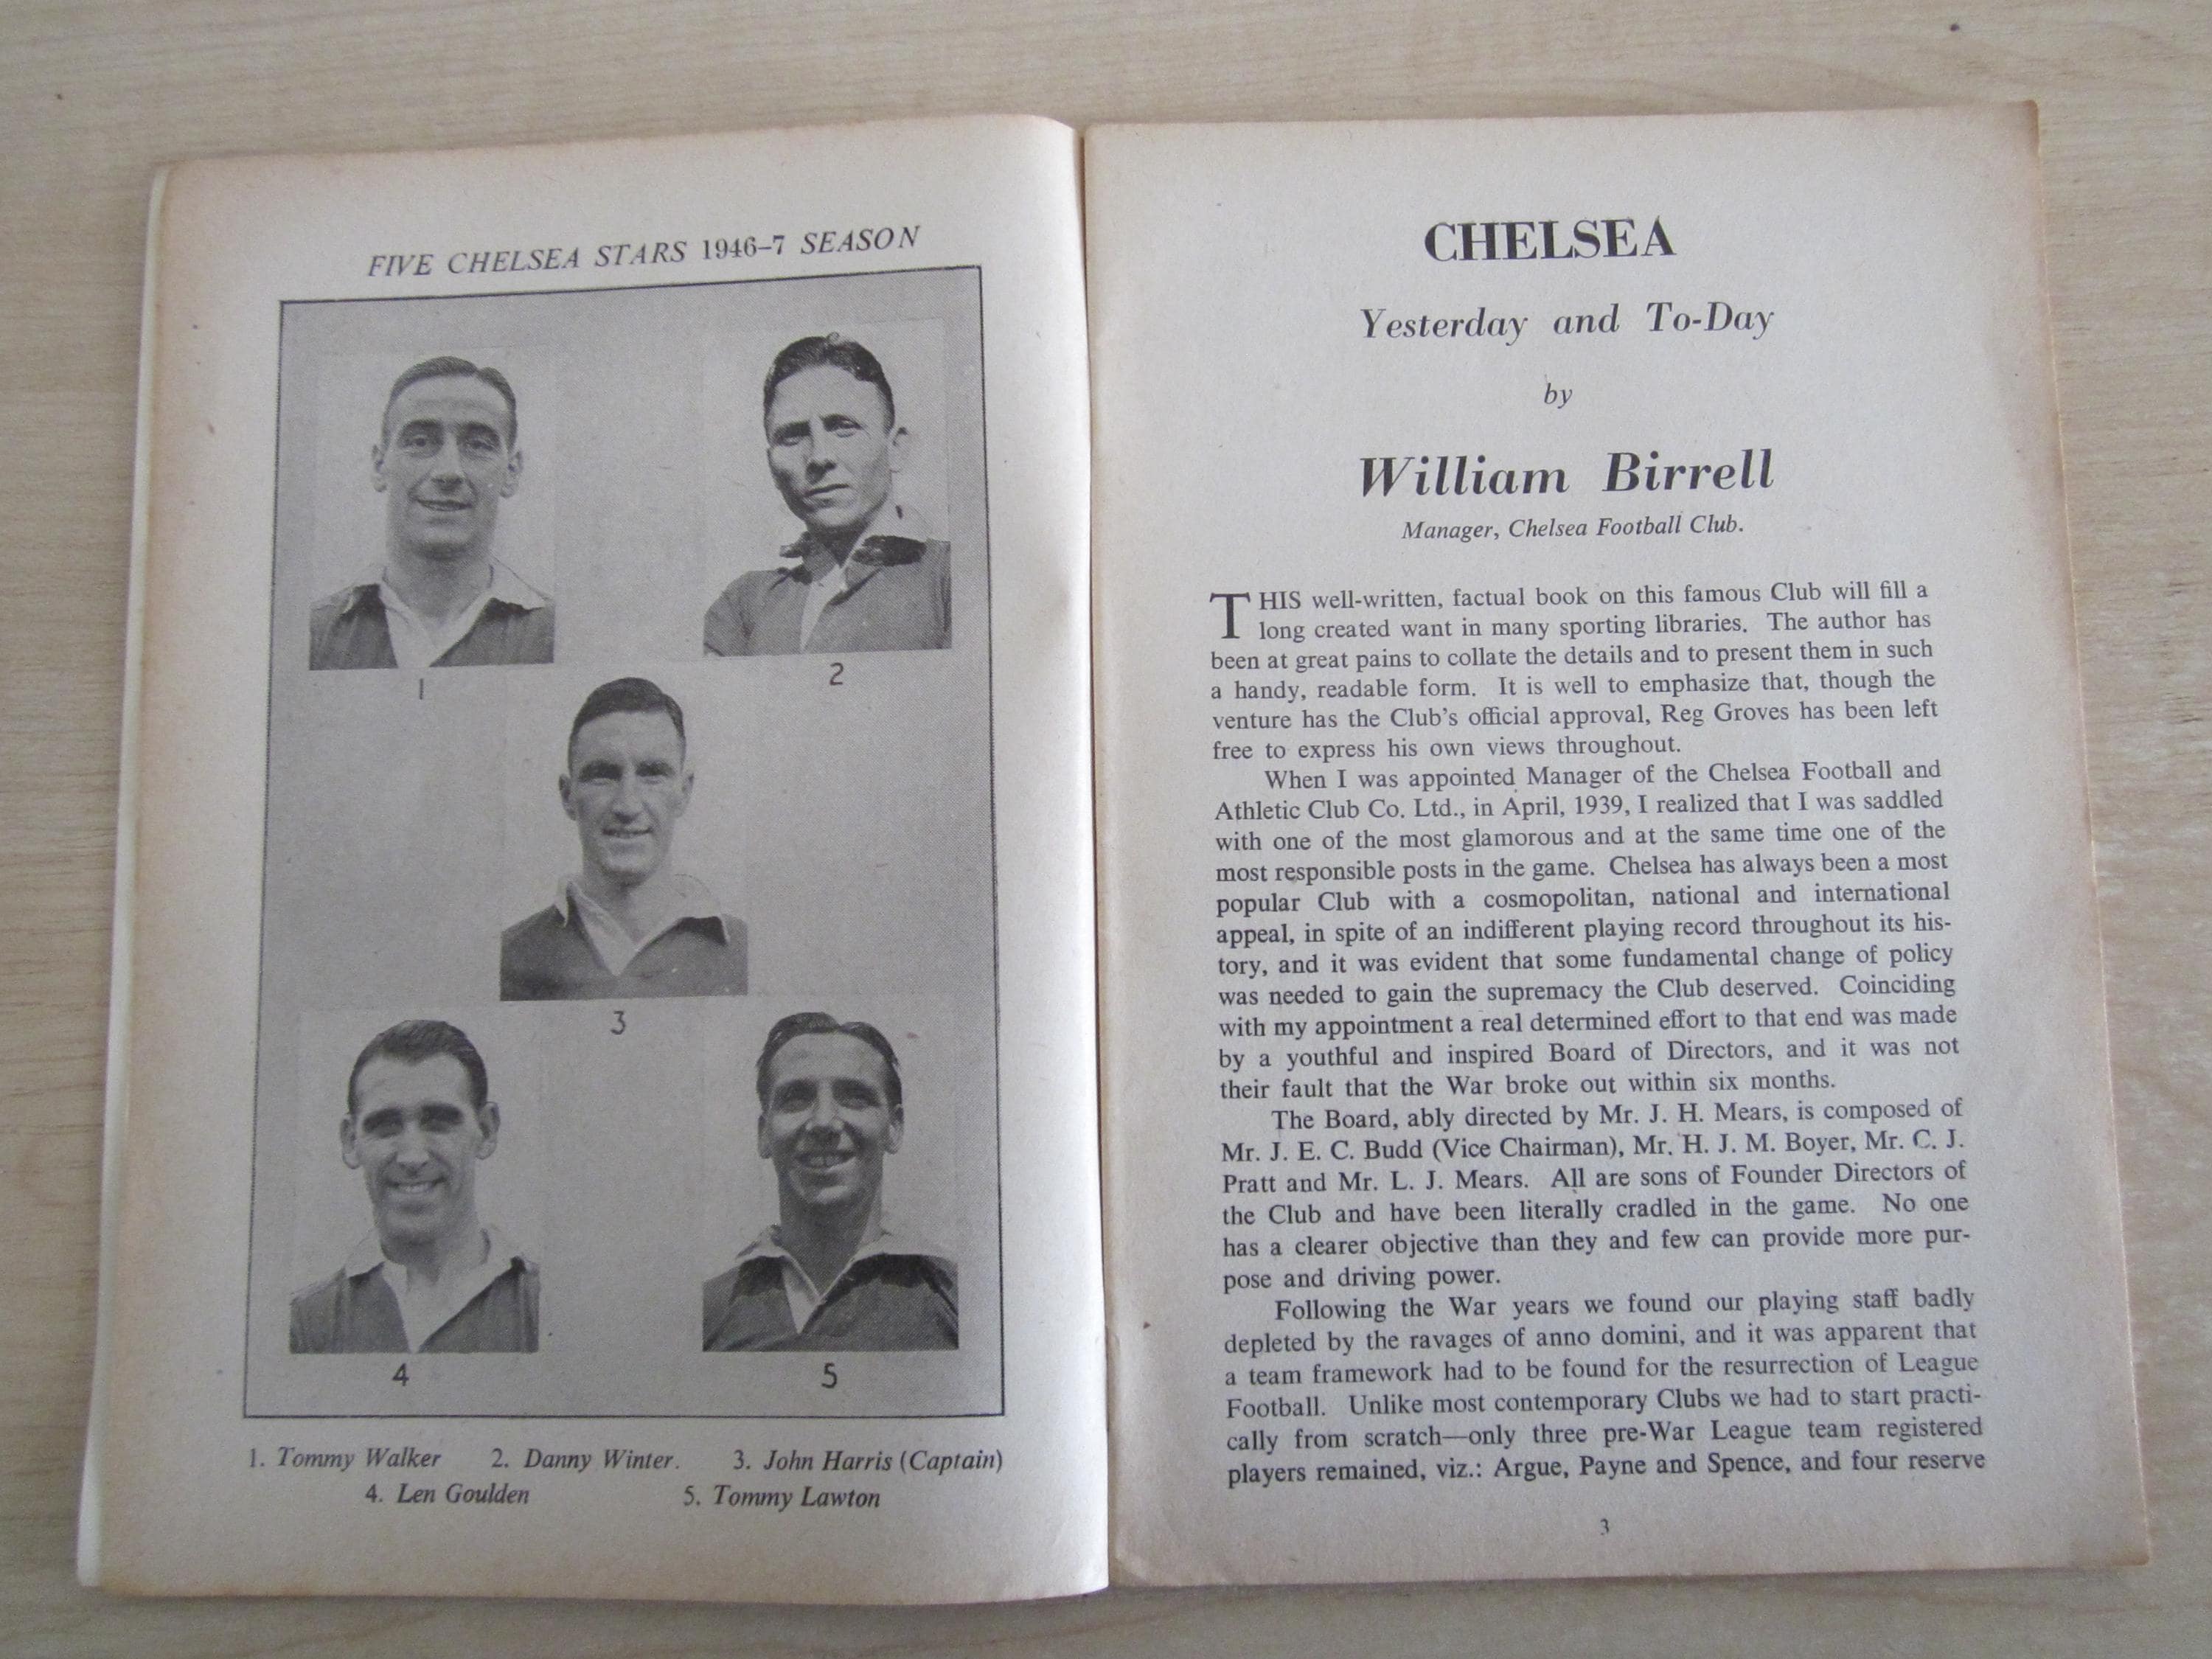 FIVE CHELSEA STARS 1946–7 SEASON
1
2
3
4
5
1. Tommy Walker 2. Danny Winter. 3. John Harris (Captain)
4. Len Goulden 5. Tommy Lawton
CHELSEA
Yesterday and To-Day
by
William Birrell
Manager, Chelsea Football Club.
THIS well-written, factual book on this famous Club will fill a
long created want in many sporting libraries. The author has
been at great pains to collate the details and to present them in such
a handy, readable form. It is well to emphasize that, though the
venture has the Club's official approval, Reg Groves has been left
free to express his own views throughout.
When I was appointed Manager of the Chelsea Football and
Athletic Club Co. Ltd., in April, 1939, I realized that I was saddled
with one of the most glamorous and at the same time one of the
most responsible posts in the game. Chelsea has always been a most
popular Club with a cosmopolitan, national and international
appeal, in spite of an indifferent playing record throughout its his-
tory, and it was evident that some fundamental change of policy
was needed to gain the supremacy the Club deserved. Coinciding
with my appointment a real determined effort to that end was made
by a youthful and inspired Board of Directors, and it was not
their fault that the War broke out within six months.
The Board, ably directed by Mr. J. H. Mears, is composed of
Mr. J. E. C. Budd (Vice Chairman), Mr. H. J. M. Boyer, Mr. C. J.
Pratt and Mr. L. J. Mears. All are sons of Founder Directors of
the Club and have been literally cradled in the game. No one
has a clearer objective than they and few can provide more pur-
pose and driving power.
Following the War years we found our playing staff badly
depleted by the ravages of anno domini, and it was apparent that
a team framework had to be found for the resurrection of League
Football. Unlike most contemporary Clubs we had to start practi-
cally from scratch—only three pre-War League team registered
players remained, viz.: Argue, Payne and Spence, and four reserve
3